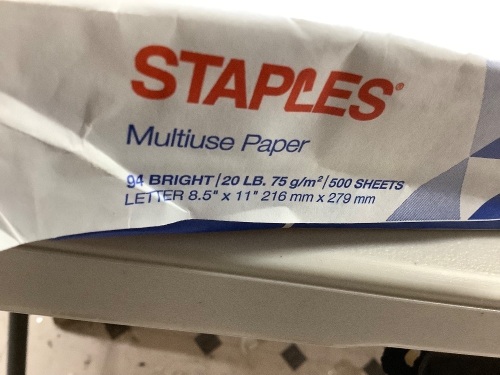 STAPLES®
Multiuse Paper
94 BRIGHT | 20 LB. 75 g/m² | 500 SHEETS
LETTER 8.5" x 11" 216 mm x 279 mm